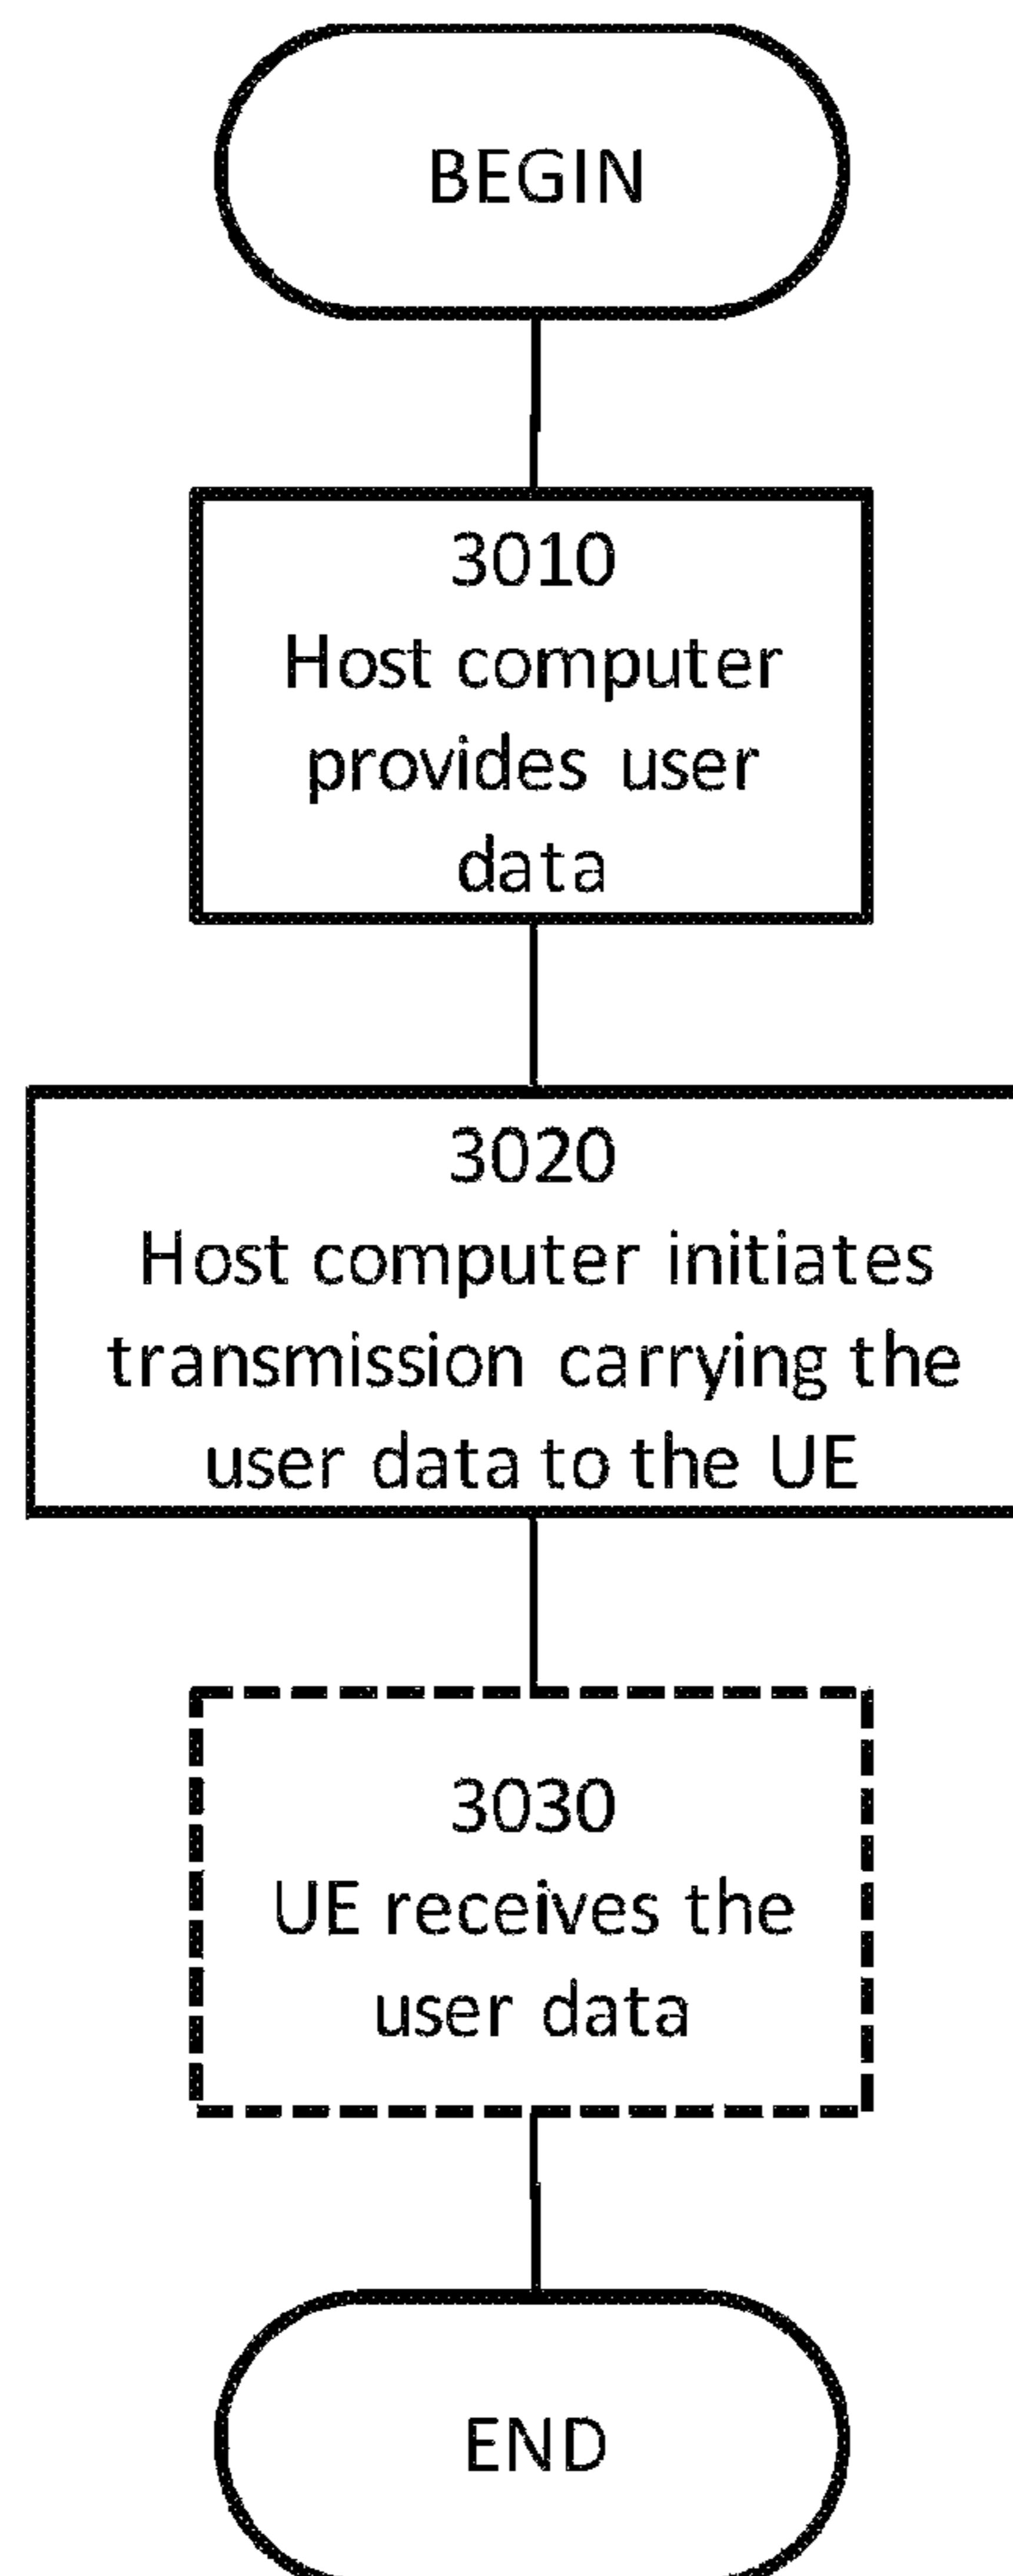 BEGIN
3010
Host computer
provides user
data
3020
Host computer initiates
transmission carrying the
user data to the UE
3030
UE receives the
user data
END